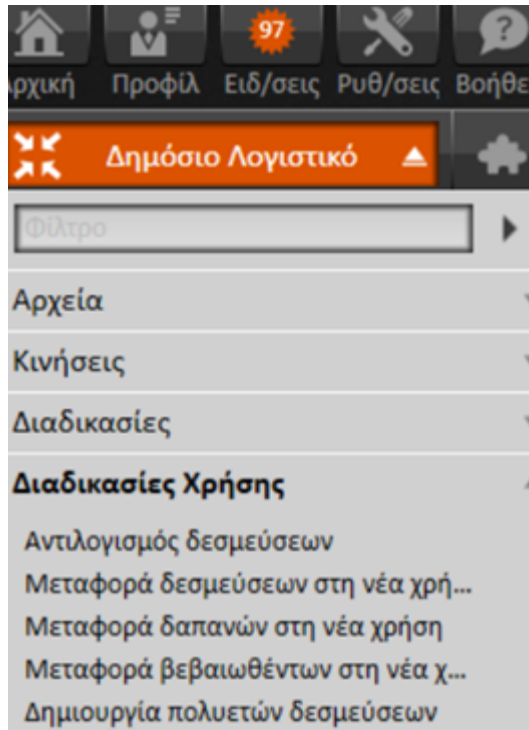 97
ρχική Προφίλ Ειδ/σεις Ρυθ/σεις Βοήθε
Δημόσιο Λογιστικό
Φίλτρο
Αρχεία
Κινήσεις
Διαδικασίες
Διαδικασίες Χρήσης
Αντιλογισμός δεσμεύσεων
Μεταφορά δεσμεύσεων στη νέα χρή...
Μεταφορά δαπανών στη νέα χρήση
Μεταφορά βεβαιωθέντων στη νέα χ...
Δημιουργία πολυετών δεσμεύσεων